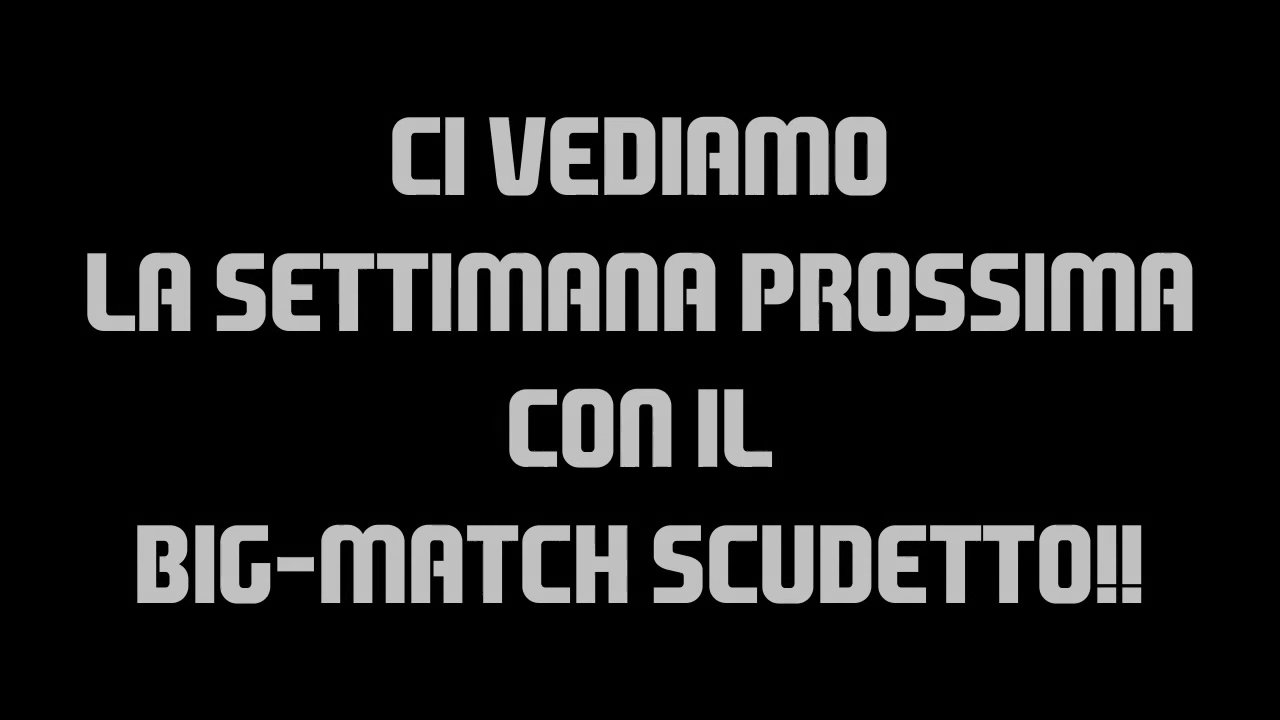 CI VEDIAMO
LA SETTIMANA PROSSIMA
CON IL
BIG-MATCH SCUDETTO!!